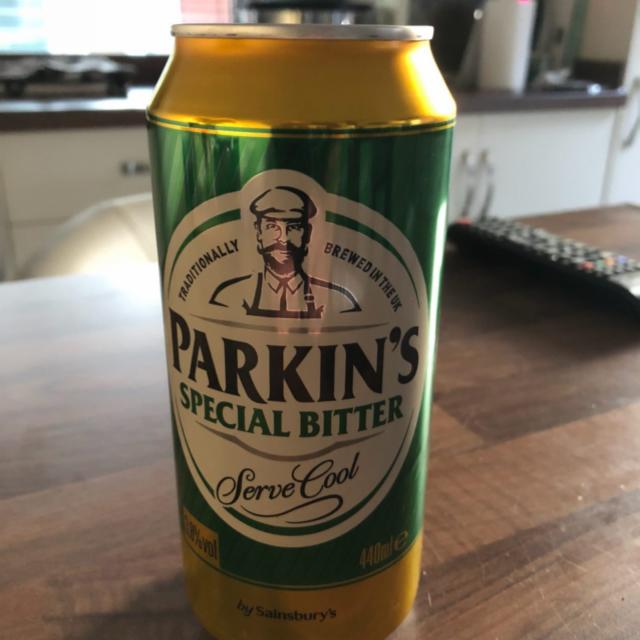 TRADITIONALLY BREWED IN THE UK
PARKIN'S
SPECIAL BITTER
Serve Cool
440ml e
by Sainsbury's